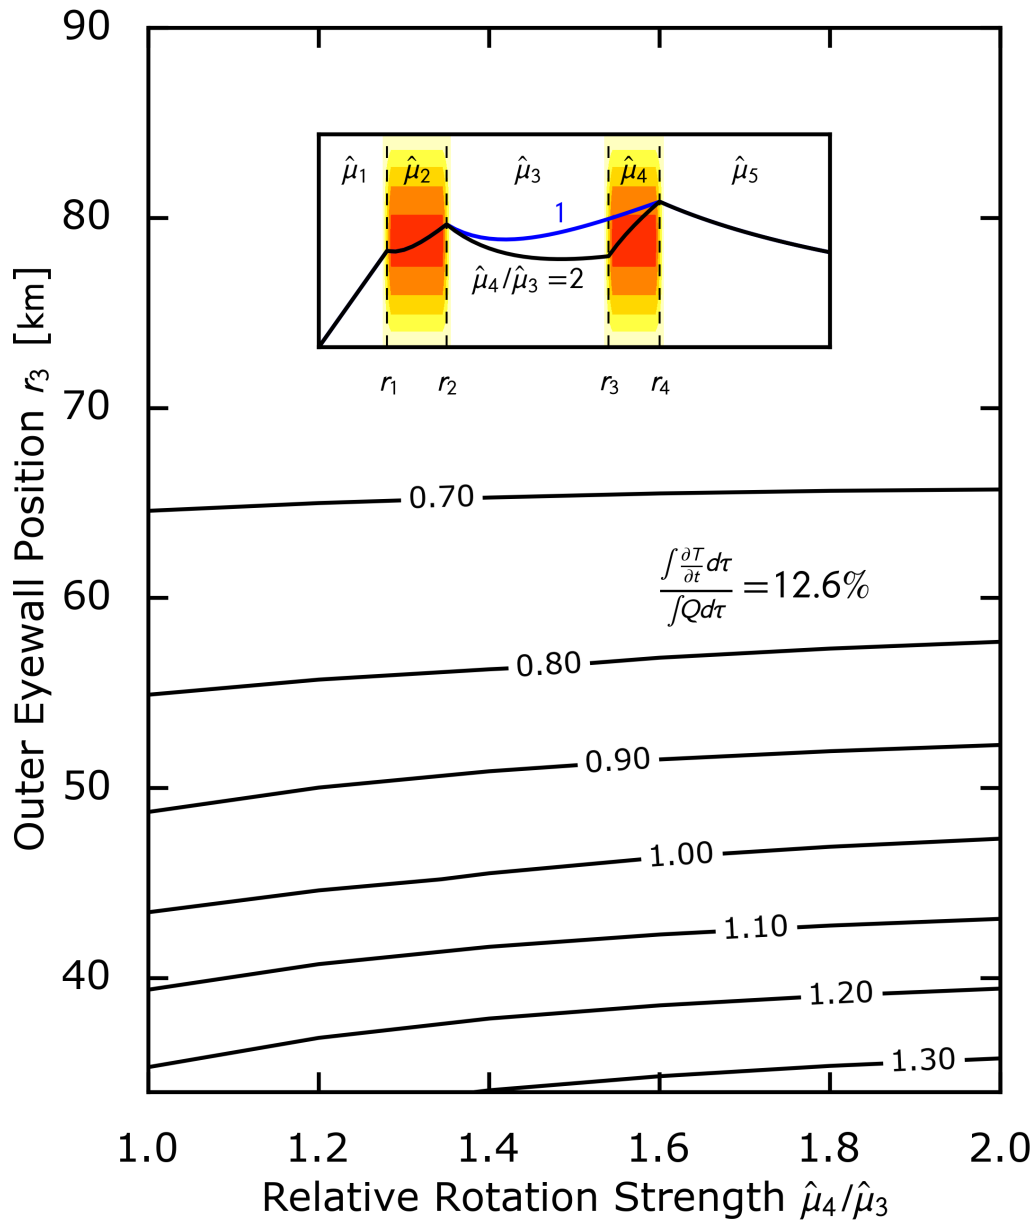 90
80
70
60
50
40
Outer Eyewall Position r₃ [km]
μ̂₁ μ̂₂ μ̂₃ μ̂₄ μ̂₅
1
μ̂₄/μ̂₃ = 2
r₁ r₂ r₃ r₄
0.70
∫ ∂T/∂t dτ / ∫Qdτ = 12.6%
0.80
0.90
1.00
1.10
1.20
1.30
1.0 1.2 1.4 1.6 1.8 2.0
Relative Rotation Strength μ̂₄/μ̂₃